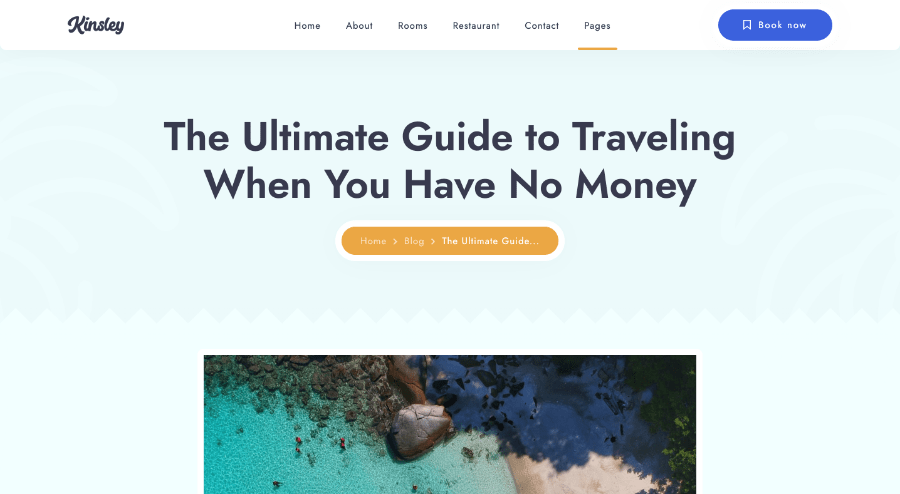 Kinsley
Home
About
Rooms
Restaurant
Contact
Pages
Book now
The Ultimate Guide to Traveling
When You Have No Money
Home > Blog > The Ultimate Guide...